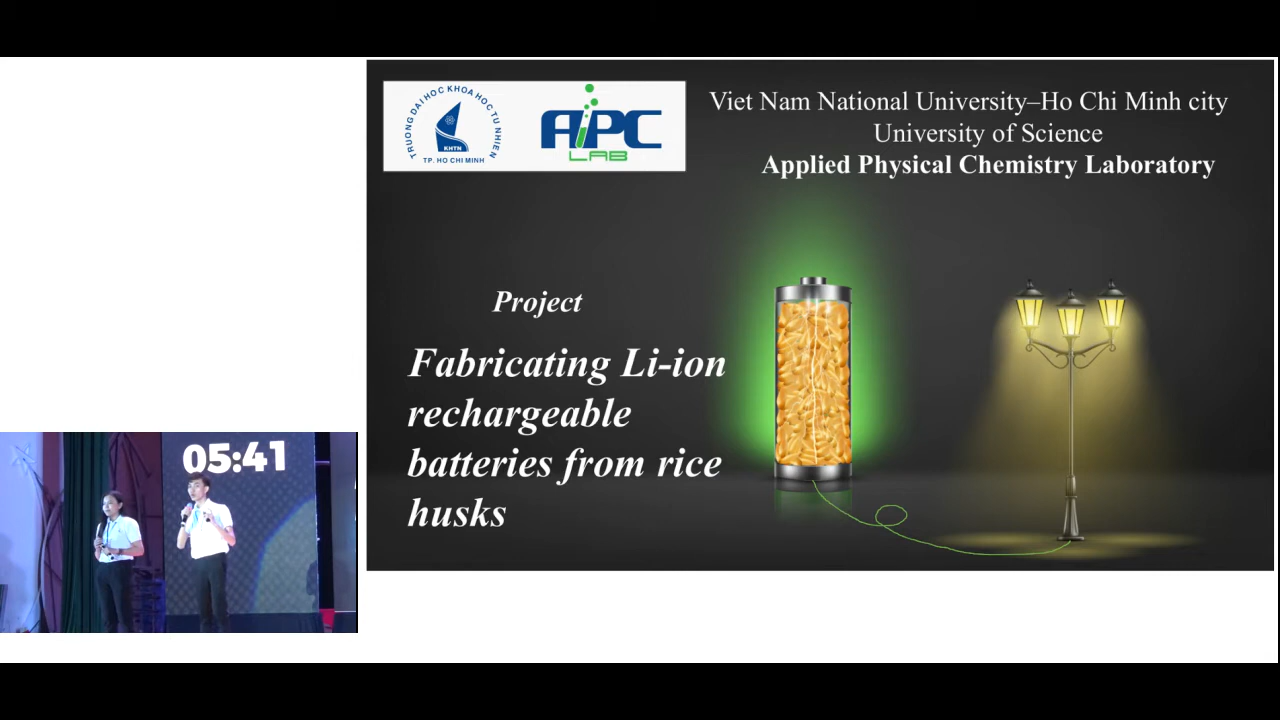 TRUONG DAI HOC KHOA HOC TU NHIEN
KHTN
TP. HO CHI MINH
APC
LAB
Viet Nam National University–Ho Chi Minh city
University of Science
Applied Physical Chemistry Laboratory
Project
Fabricating Li-ion
rechargeable
batteries from rice
husks
05:41